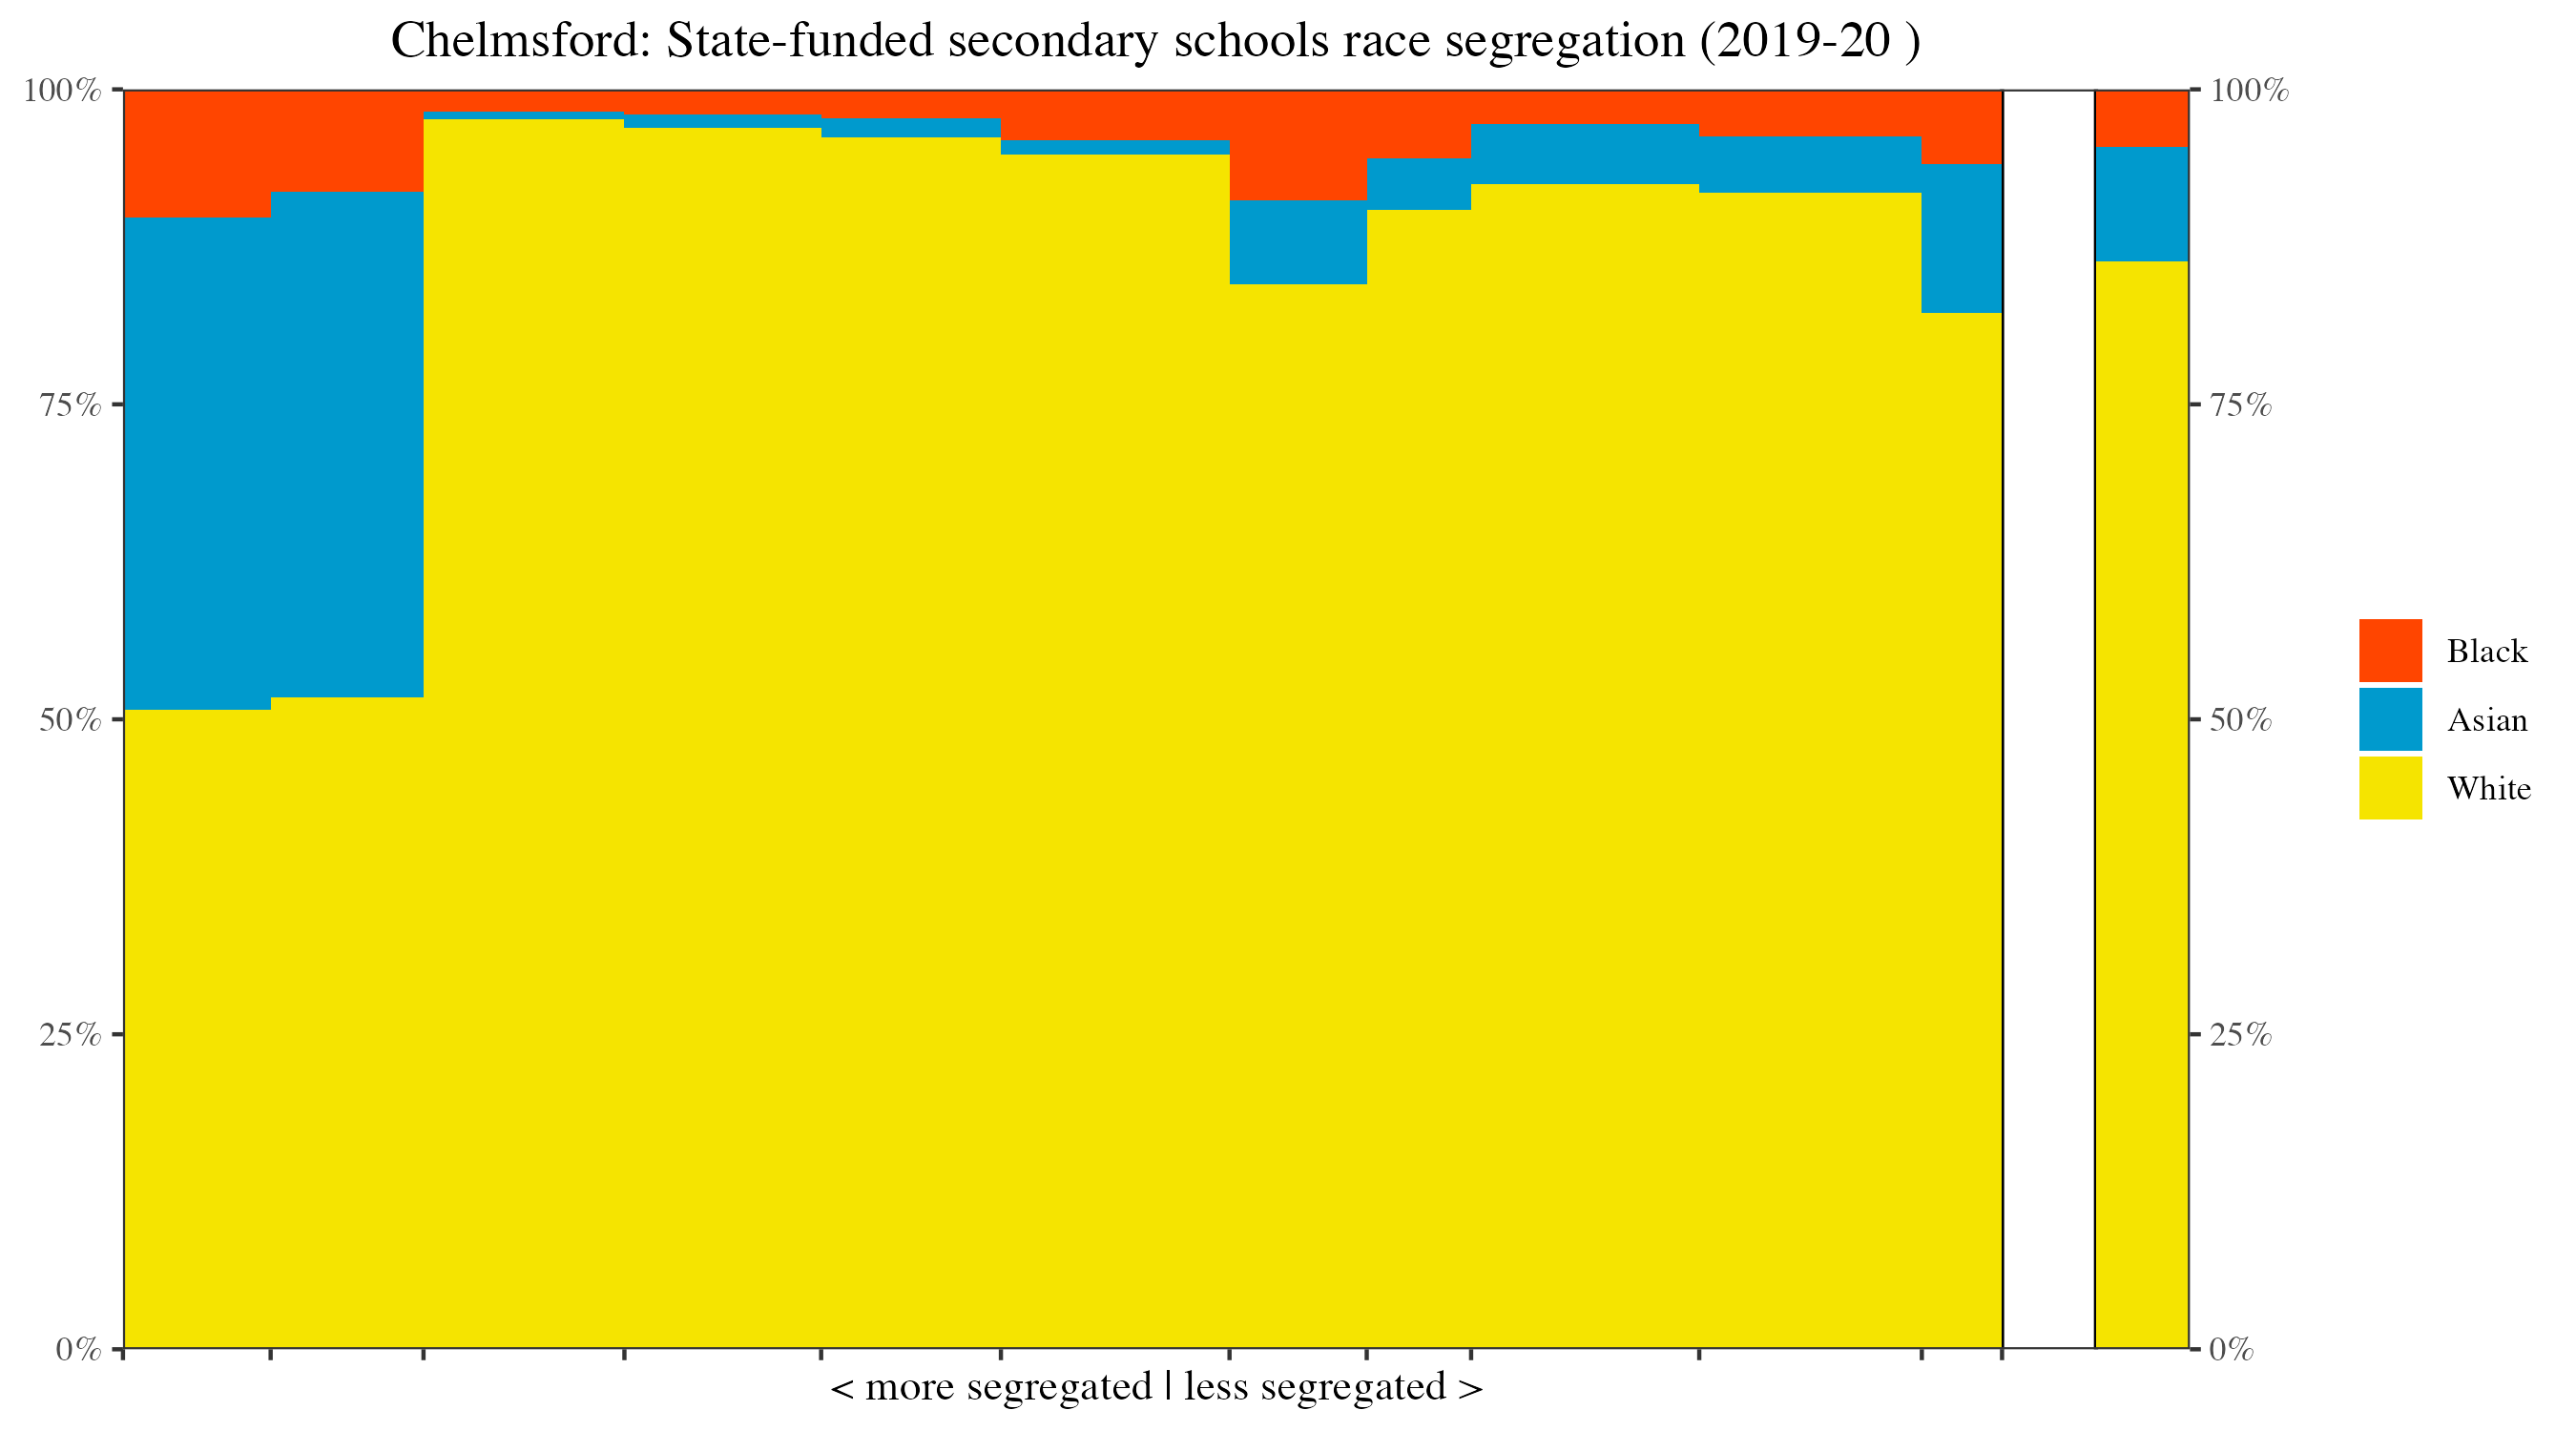 Chelmsford: State-funded secondary schools race segregation (2019-20 )
100%
75%
50%
25%
0%
100%
75%
50%
25%
0%
Black
Asian
White
< more segregated | less segregated >